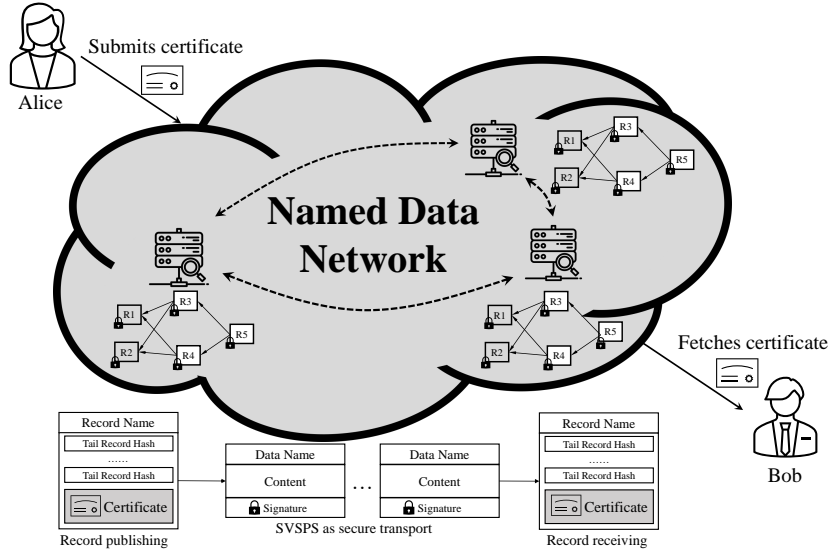 Submits certificate
Alice
R1
R3
R5
R2
R4
Named Data
Network
R1
R3
R5
R2
R4
R1
R3
R5
R2
R4
Fetches certificate
Bob
Record Name
Tail Record Hash
......
Tail Record Hash
Certificate
Record publishing
Data Name
Content
Signature
...
Data Name
Content
Signature
SVSPS as secure transport
Record Name
Tail Record Hash
......
Tail Record Hash
Certificate
Record receiving